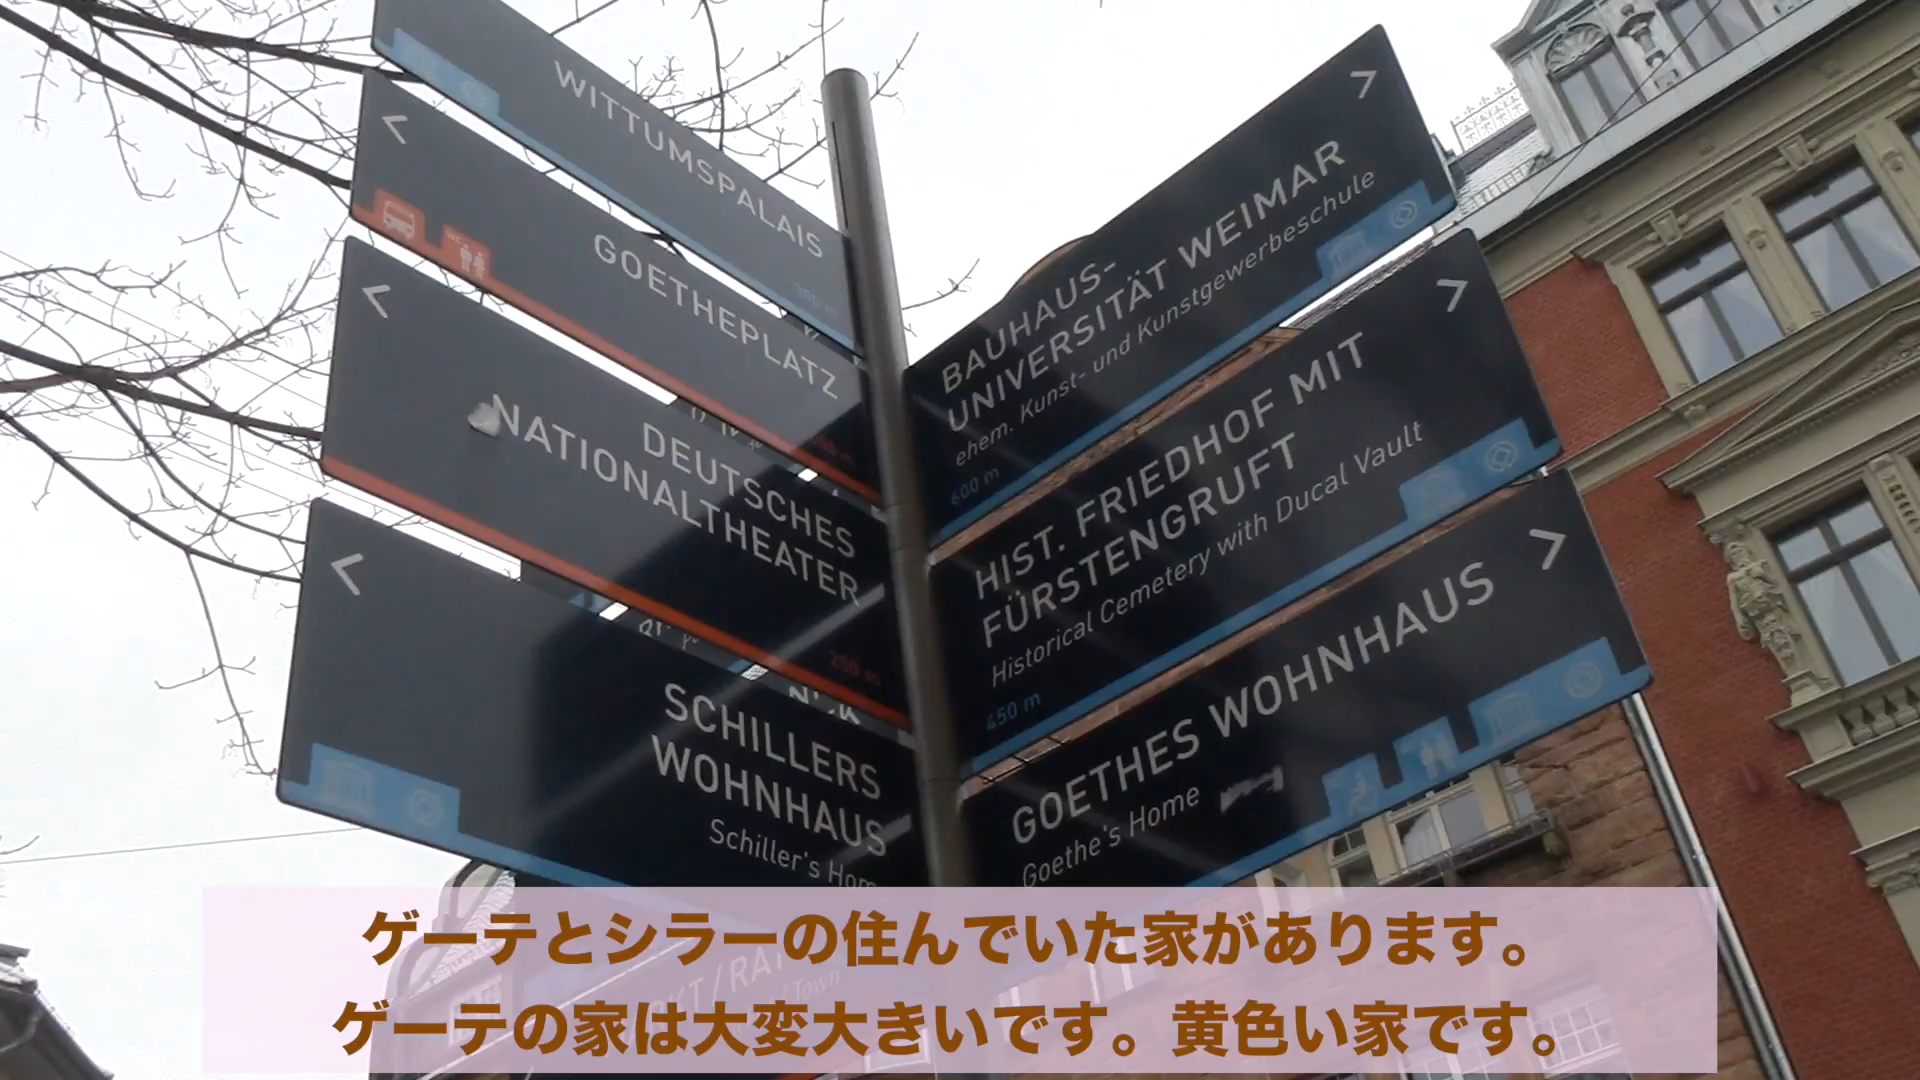 WITTUMSPALAIS
GOETHEPLATZ
WC
DEUTSCHES
NATIONALTHEATER
SCHILLERS
WOHNHAUS
Schiller's Hom
BAUHAUS-
UNIVERSITÄT WEIMAR
ehem. Kunst- und Kunstgewerbeschule
600 m
HIST. FRIEDHOF MIT
FÜRSTENGRUFT
Historical Cemetery with Ducal Vault
450 m
GOETHES WOHNHAUS
Goethe's Home
ゲーテとシラーの住んでいた家があります。
ゲーテの家は大変大きいです。黄色い家です。